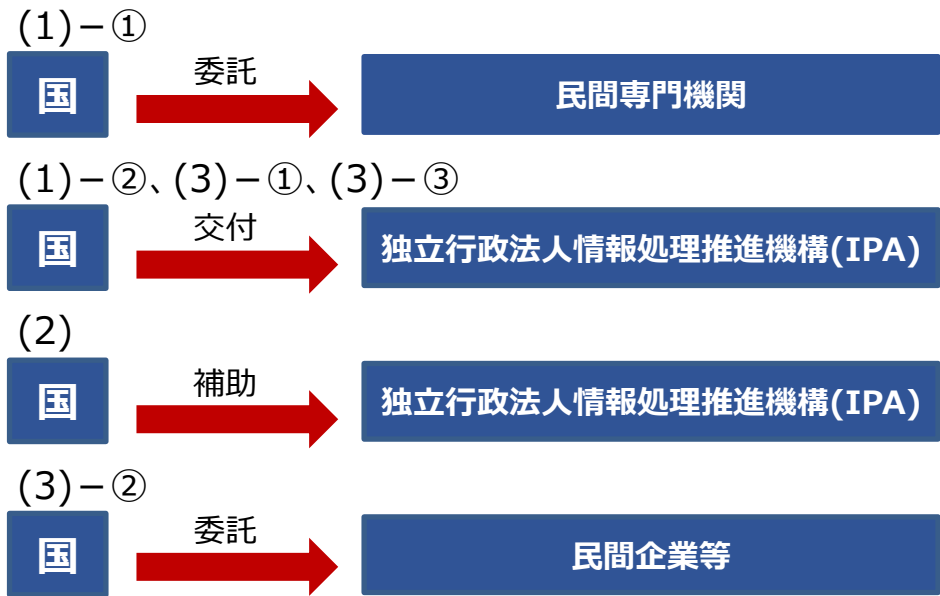 (1)－①
国 委託 民間専門機関
(1)－②、(3)－①、(3)－③
国 交付 独立行政法人情報処理推進機構(IPA)
(2)
国 補助 独立行政法人情報処理推進機構(IPA)
(3)－②
国 委託 民間企業等